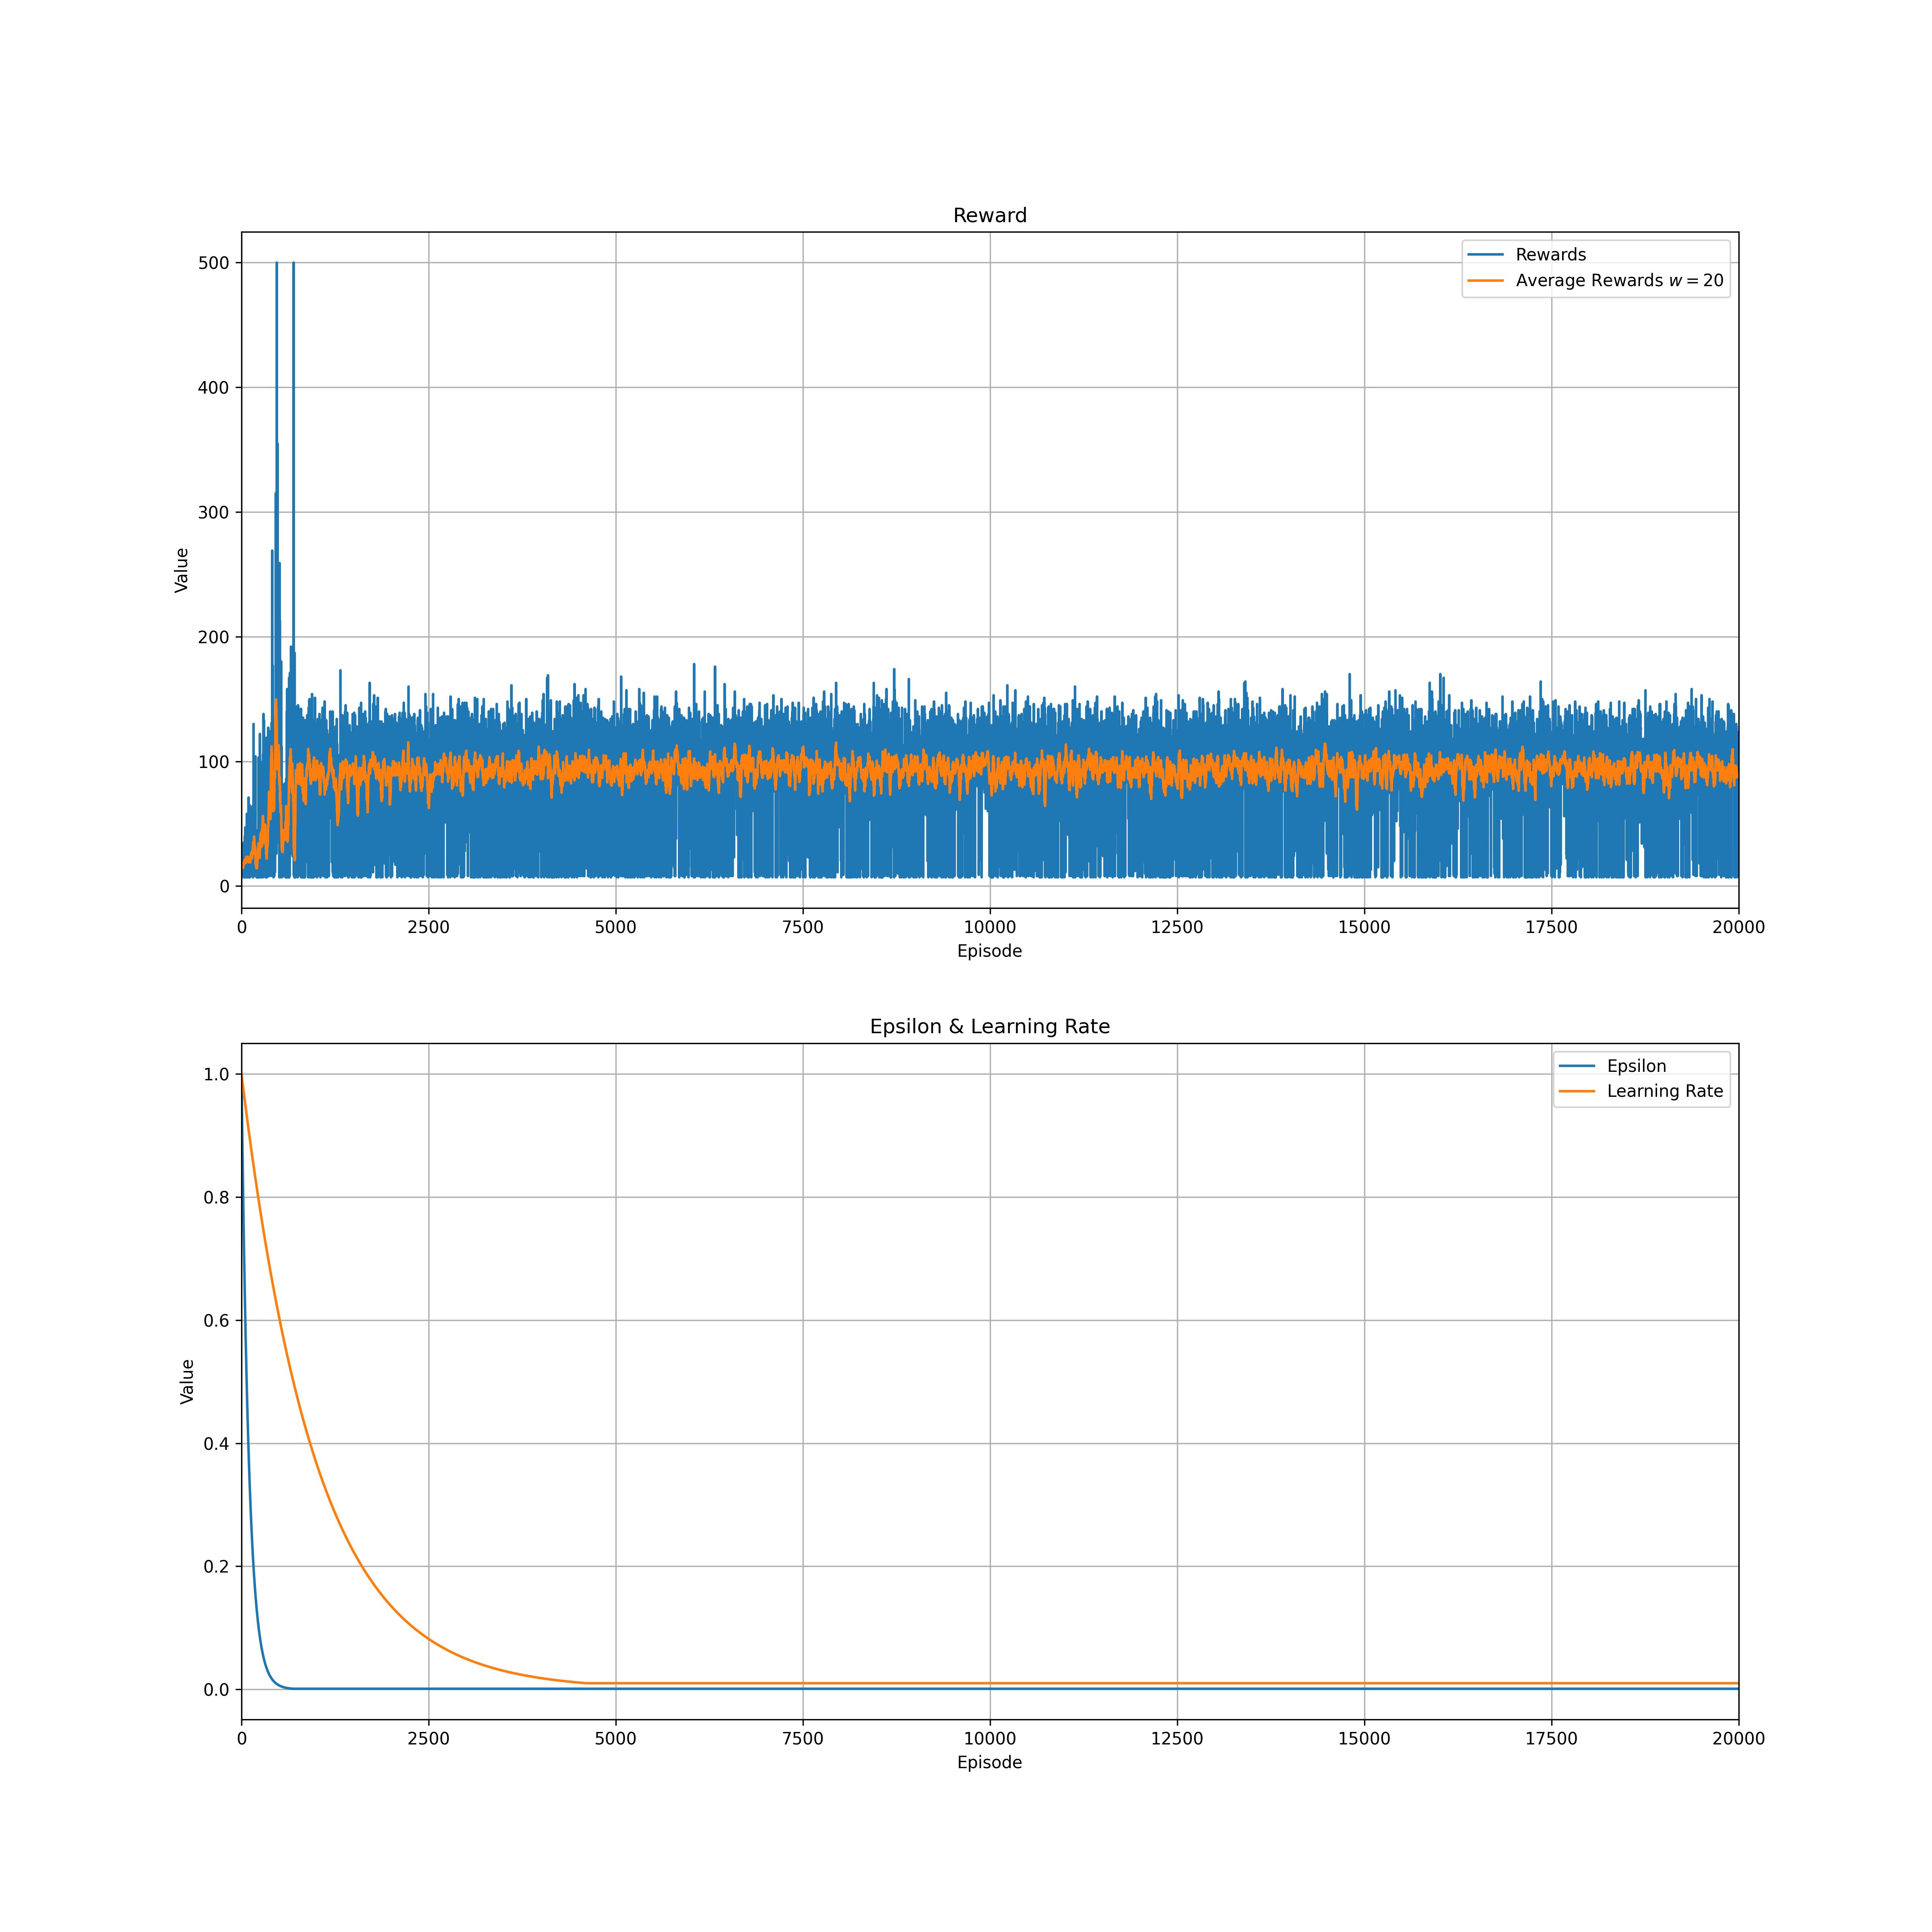 Reward
500
400
300
200
100
0
Value
Rewards
Average Rewards w = 20
0 2500 5000 7500 10000 12500 15000 17500 20000
Episode
Epsilon & Learning Rate
1.0
0.8
0.6
0.4
0.2
0.0
Value
Epsilon
Learning Rate
0 2500 5000 7500 10000 12500 15000 17500 20000
Episode